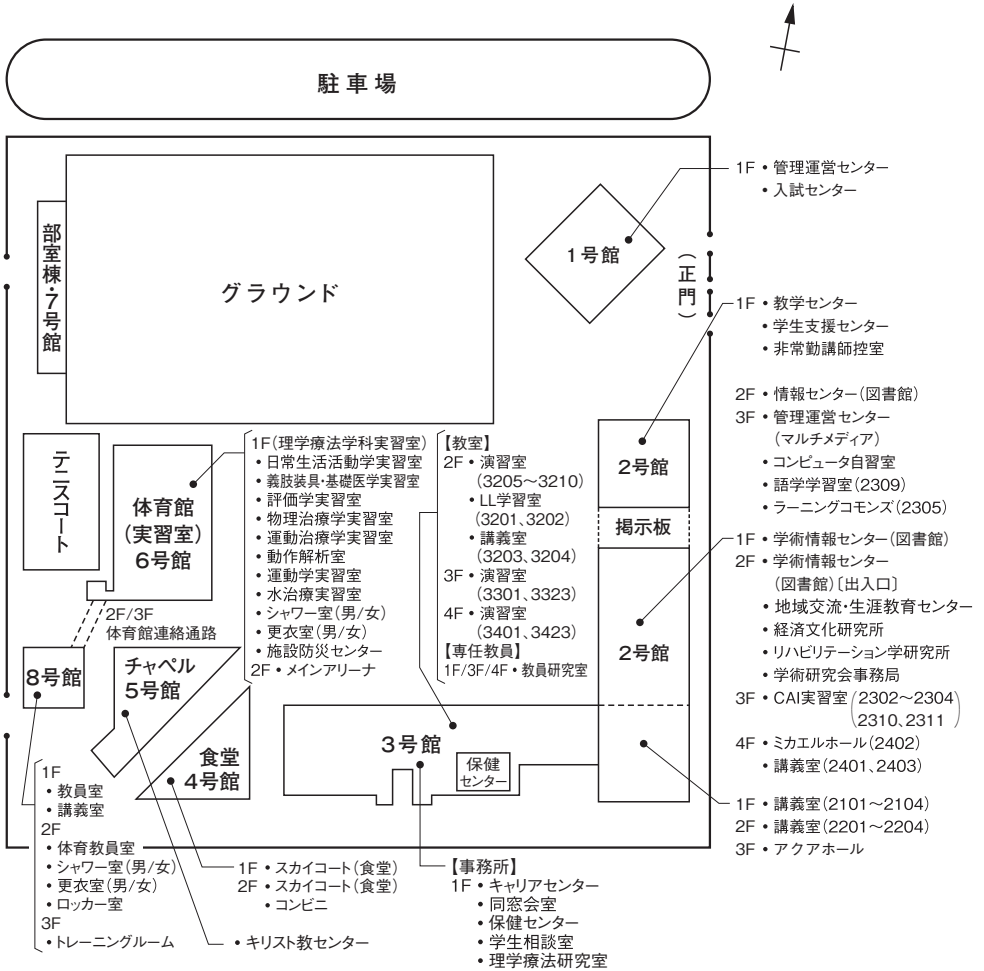 駐車場
1号館
(正門)
部室棟・7号館
グラウンド
1F・管理運営センター
・入試センター
1F・教学センター
・学生支援センター
・非常勤講師控室
2F・情報センター(図書館)
3F・管理運営センター
(マルチメディア)
・コンピュータ自習室
・語学学習室(2309)
・ラーニングコモンズ(2305)
2号館
掲示板
2号館
1F・学術情報センター(図書館)
2F・学術情報センター
(図書館)〔出入口〕
・地域交流・生涯教育センター
・経済文化研究所
・リハビリテーション学研究所
・学術研究会事務局
3F・CAI実習室(2302〜2304
2310、2311)
4F・ミカエルホール(2402)
・講義室(2401、2403)
1F・講義室(2101〜2104)
2F・講義室(2201〜2204)
3F・アクアホール
テニスコート
体育館
(実習室)
6号館
1F(理学療法学科実習室)
・日常生活活動学実習室
・義肢装具・基礎医学実習室
・評価学実習室
・物理治療学実習室
・運動治療学実習室
・動作解析室
・運動学実習室
・水治療実習室
・シャワー室(男/女)
・更衣室(男/女)
・施設防災センター
2F・メインアリーナ
【教室】
2F・演習室
(3205〜3210)
・LL学習室
(3201、3202)
・講義室
(3203、3204)
3F・演習室
(3301、3323)
4F・演習室
(3401、3423)
【専任教員】
1F/3F/4F・教員研究室
2F/3F
体育館連絡通路
8号館
チャペル
5号館
食堂
4号館
3号館
保健
センター
1F
・教員室
・講義室
2F
・体育教員室
・シャワー室(男/女)
・更衣室(男/女)
・ロッカー室
3F
・トレーニングルーム
1F・スカイコート(食堂)
2F・スカイコート(食堂)
・コンビニ
・キリスト教センター
【事務所】
1F・キャリアセンター
・同窓会室
・保健センター
・学生相談室
・理学療法研究室